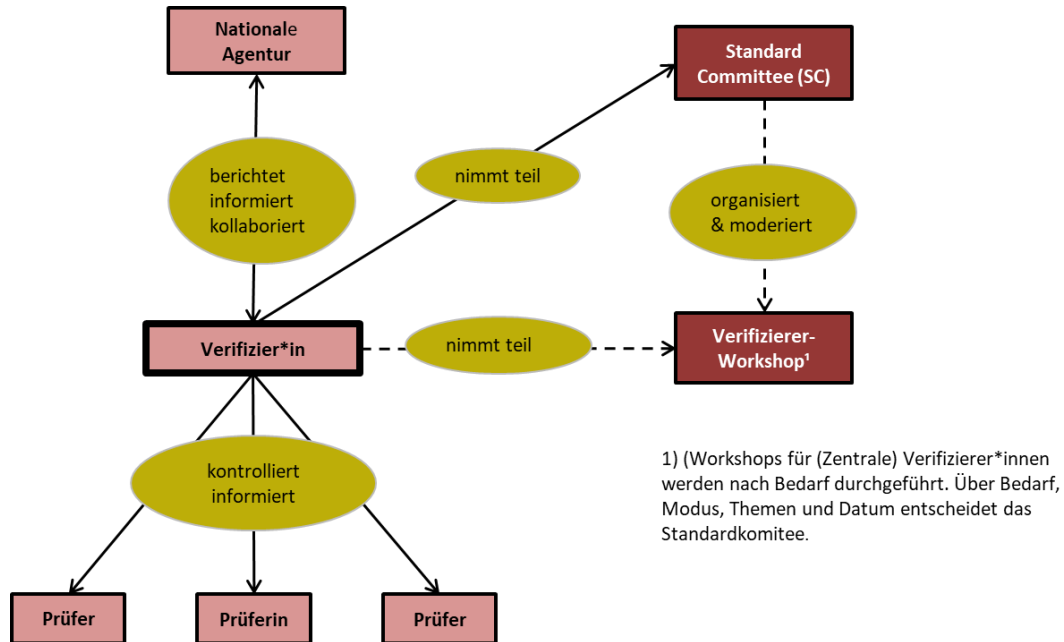 Nationale
Agentur
Standard
Committee (SC)
berichtet
informiert
kollaboriert
nimmt teil
organisiert
& moderiert
Verifizier*in
nimmt teil
Verifizierer-
Workshop¹
kontrolliert
informiert
1) (Workshops für (Zentrale) Verifizierer*innen
werden nach Bedarf durchgeführt. Über Bedarf,
Modus, Themen und Datum entscheidet das
Standardkomitee.
Prüfer
Prüferin
Prüfer